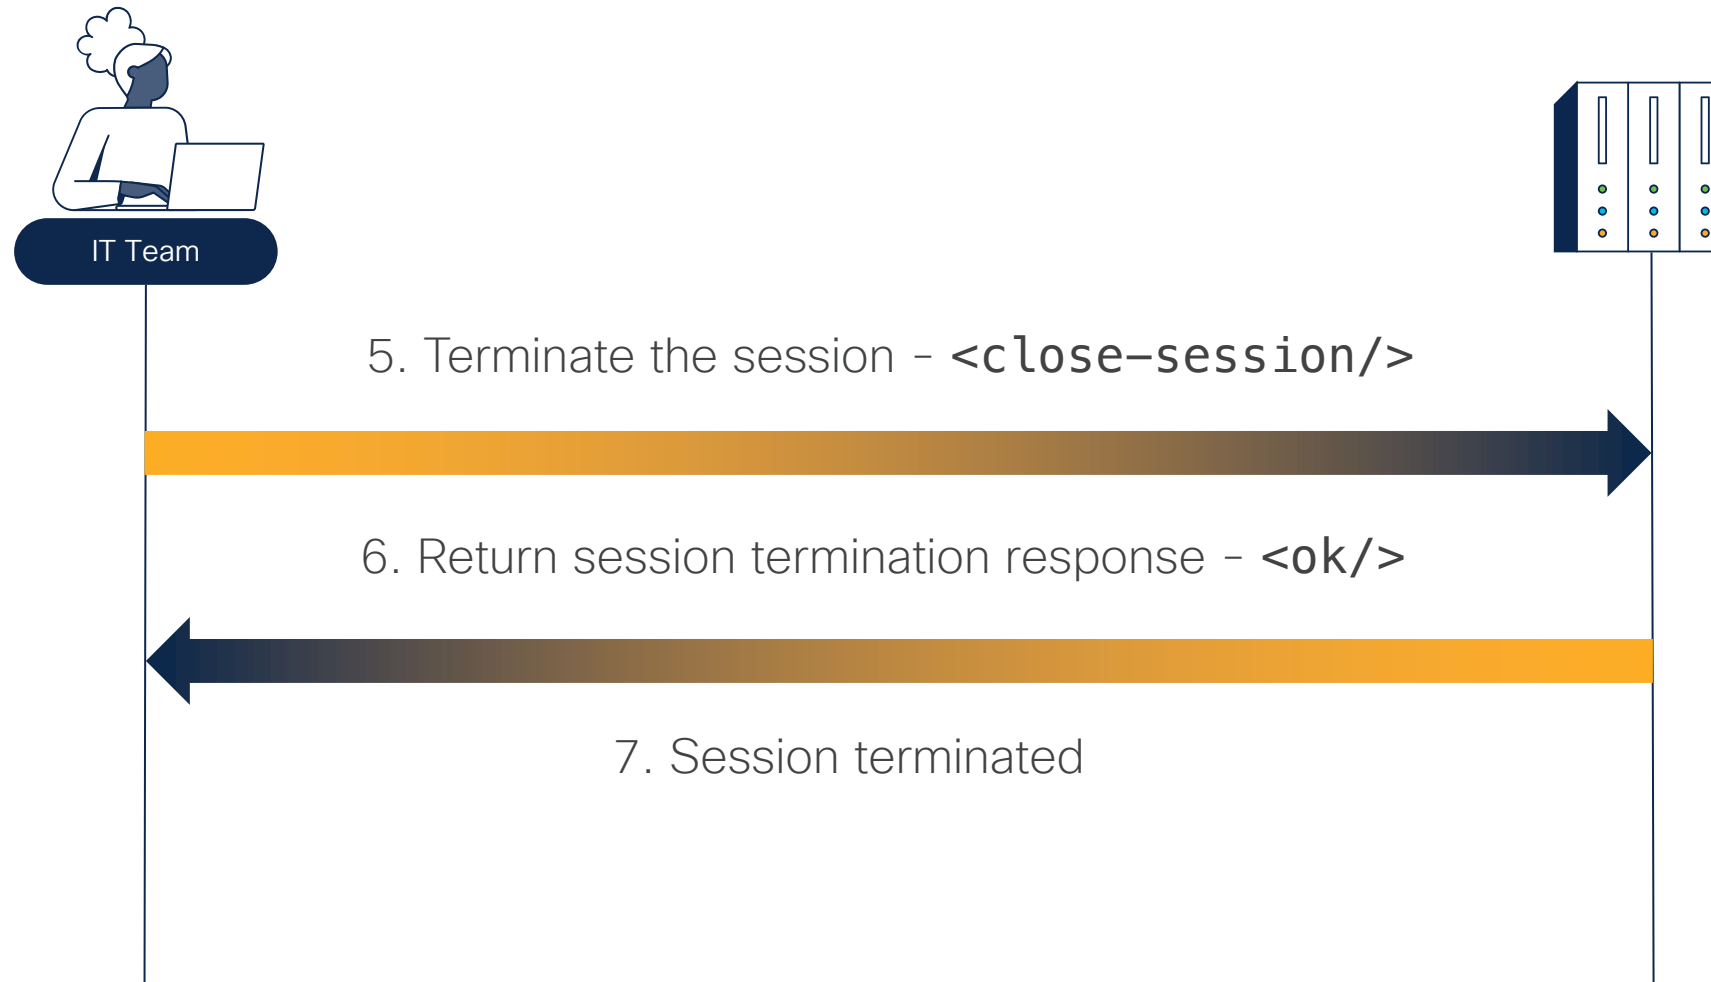 IT Team
5. Terminate the session - <close-session/>
6. Return session termination response - <ok/>
7. Session terminated